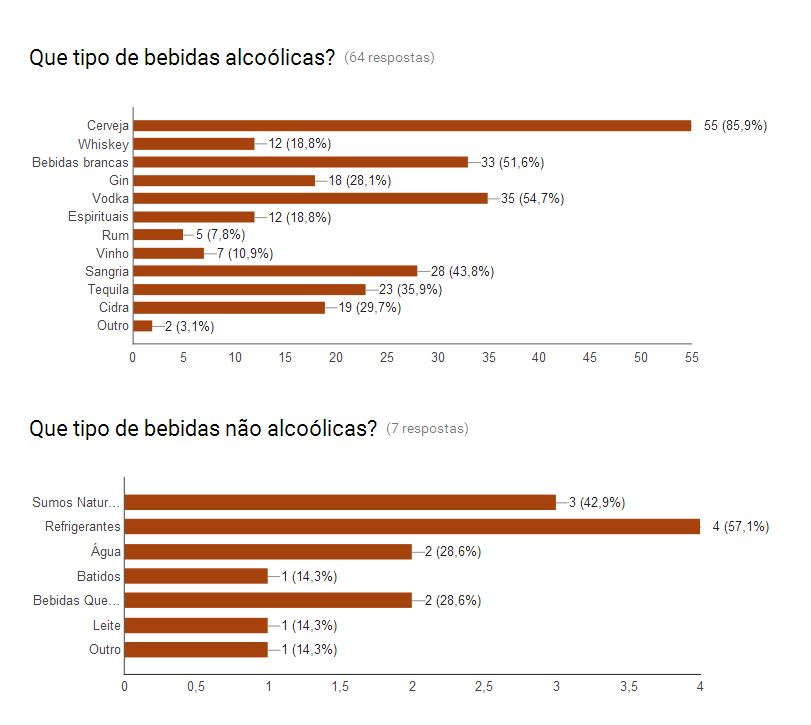 Que tipo de bebidas alcoólicas? (64 respostas)
Cerveja 55 (85,9%)
Whiskey 12 (18,8%)
Bebidas brancas 33 (51,6%)
Gin 18 (28,1%)
Vodka 35 (54,7%)
Espirituais 12 (18,8%)
Rum 5 (7,8%)
Vinho 7 (10,9%)
Sangria 28 (43,8%)
Tequila 23 (35,9%)
Cidra 19 (29,7%)
Outro 2 (3,1%)
0 5 10 15 20 25 30 35 40 45 50 55
Que tipo de bebidas não alcoólicas? (7 respostas)
Sumos Natur... 3 (42,9%)
Refrigerantes 4 (57,1%)
Água 2 (28,6%)
Batidos 1 (14,3%)
Bebidas Que... 2 (28,6%)
Leite 1 (14,3%)
Outro 1 (14,3%)
0 0,5 1 1,5 2 2,5 3 3,5 4